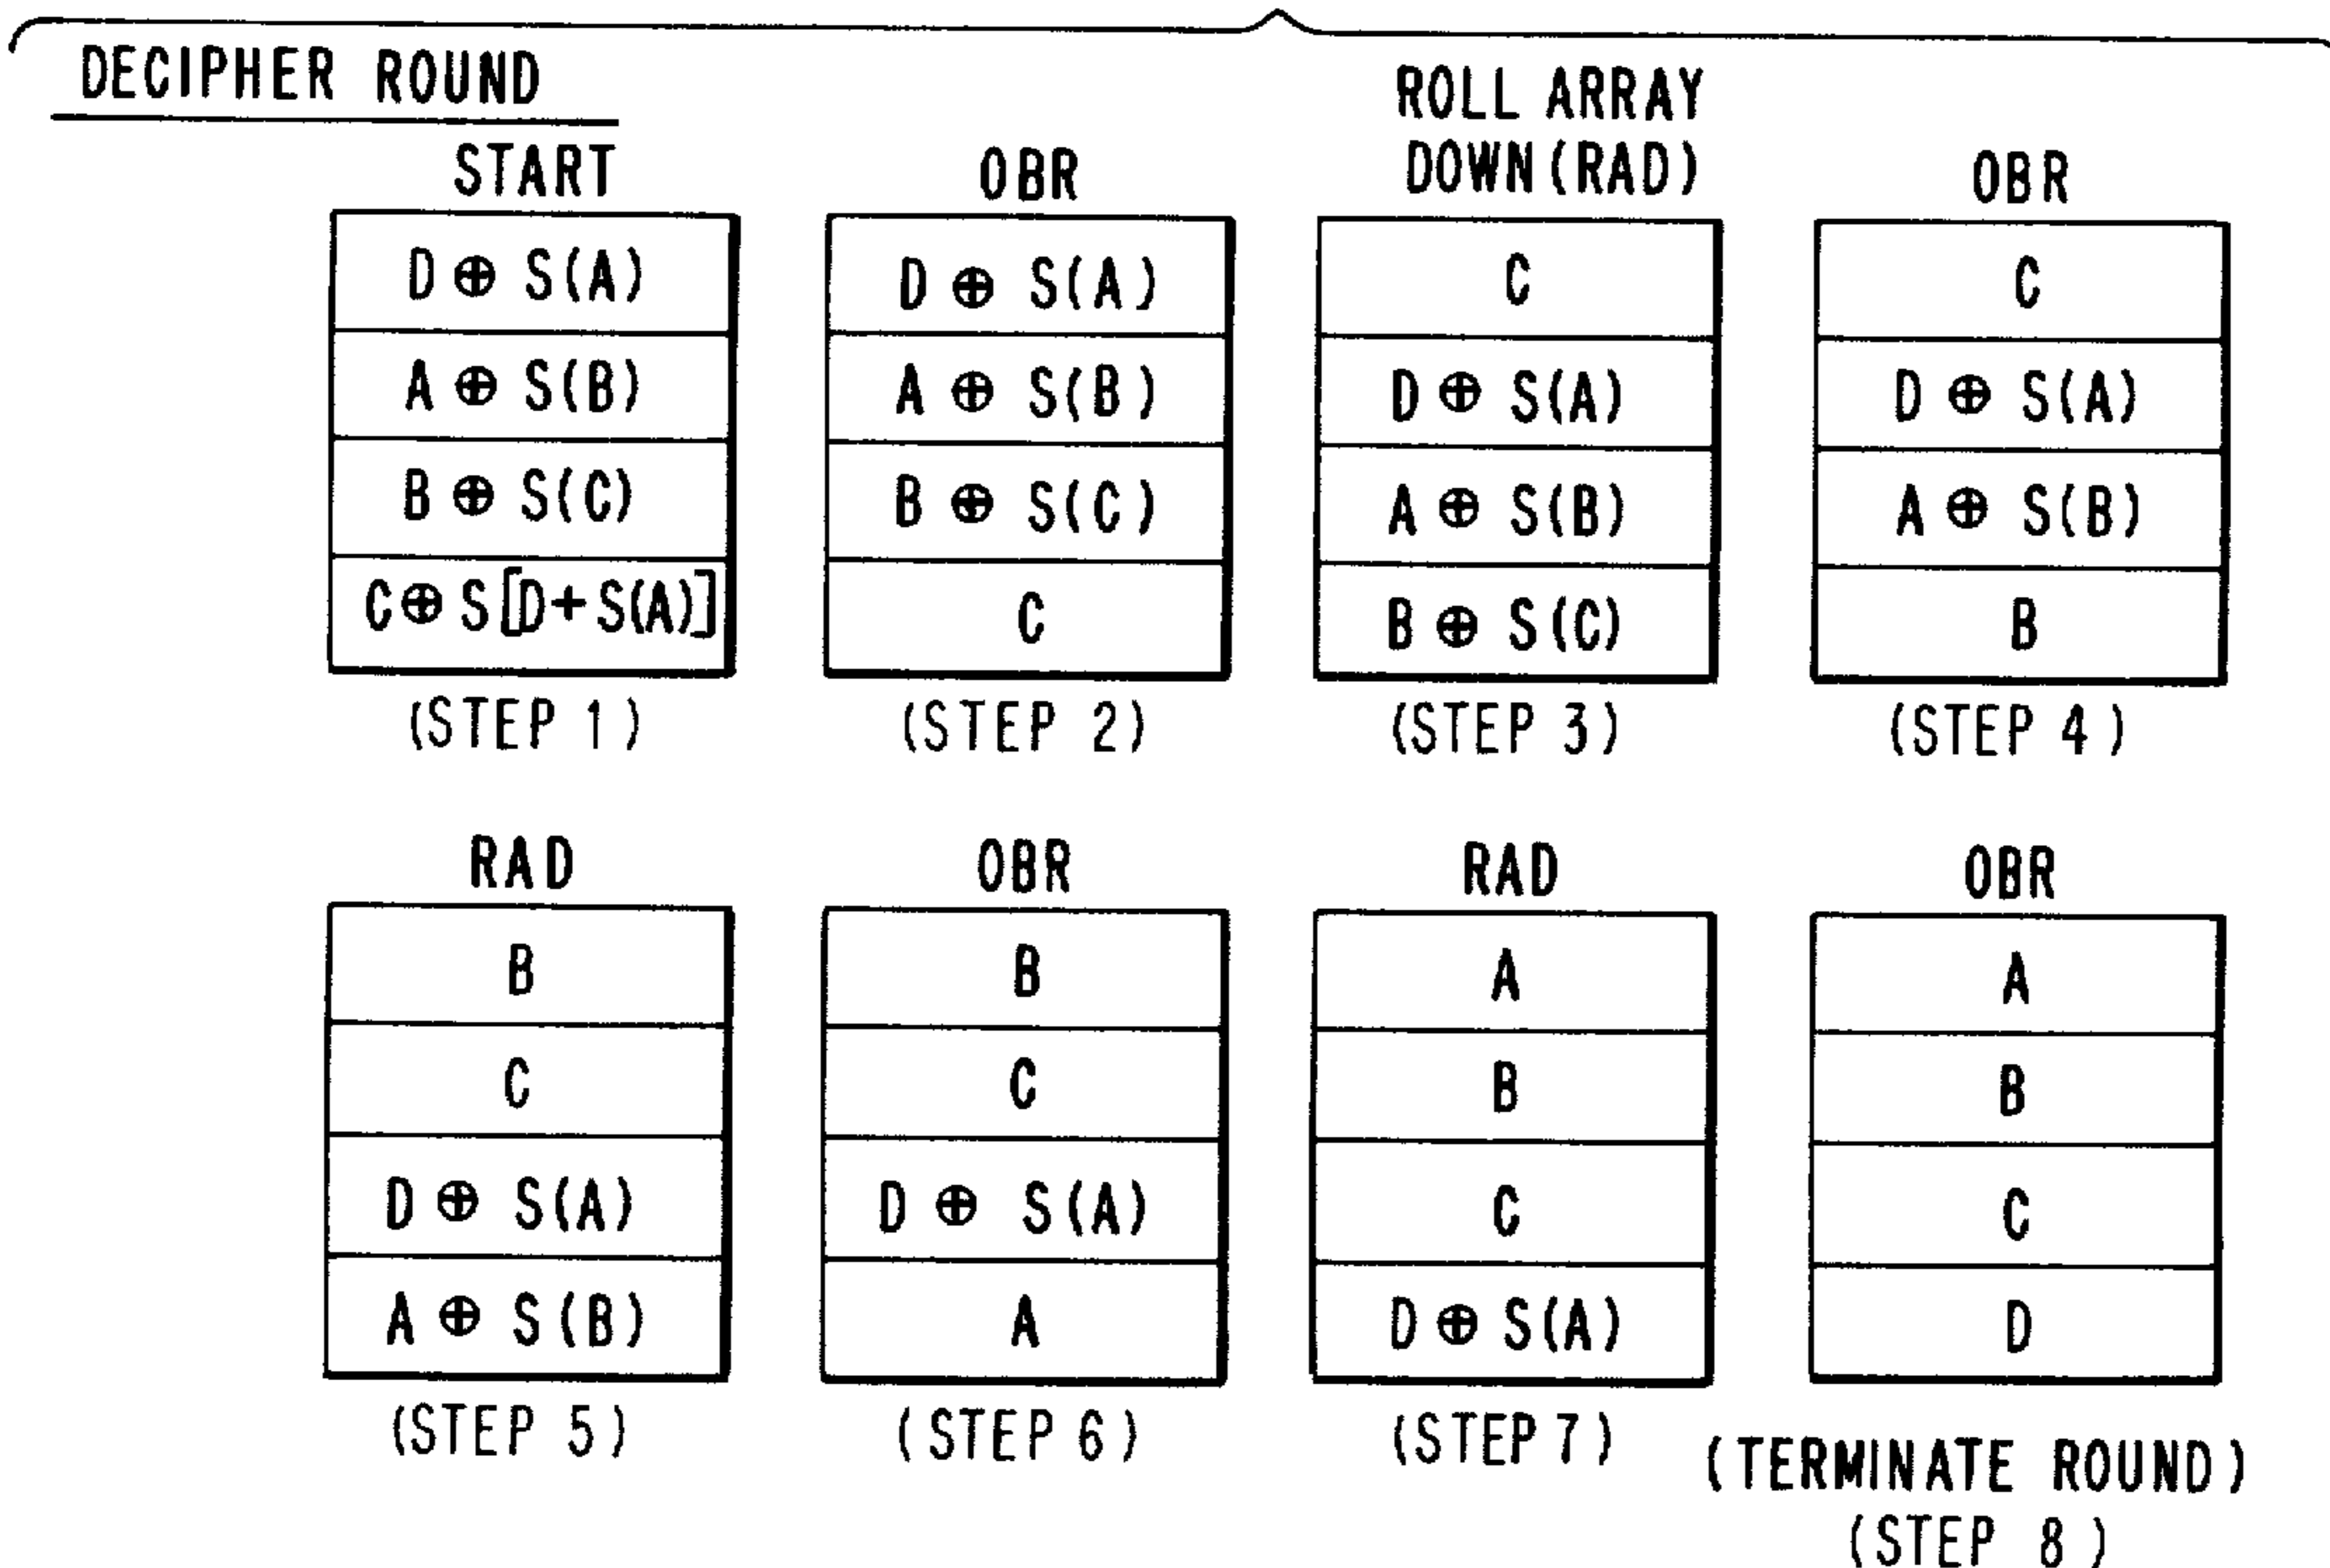 DECIPHER ROUND
START
D ⊕ S(A)
A ⊕ S(B)
B ⊕ S(C)
C ⊕ S[D+S(A)]
(STEP 1)
OBR
D ⊕ S(A)
A ⊕ S(B)
B ⊕ S(C)
C
(STEP 2)
ROLL ARRAY
DOWN (RAD)
C
D ⊕ S(A)
A ⊕ S(B)
B ⊕ S(C)
(STEP 3)
OBR
C
D ⊕ S(A)
A ⊕ S(B)
B
(STEP 4)
RAD
B
C
D ⊕ S(A)
A ⊕ S(B)
(STEP 5)
OBR
B
C
D ⊕ S(A)
A
(STEP 6)
RAD
A
B
C
D ⊕ S(A)
(STEP 7)
OBR
A
B
C
D
(TERMINATE ROUND)
(STEP 8)